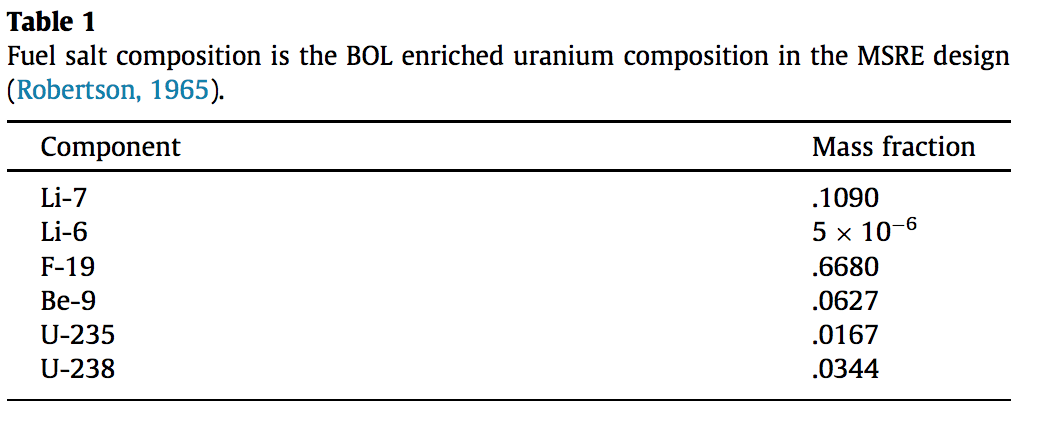 Table 1
Fuel salt composition is the BOL enriched uranium composition in the MSRE design
(Robertson, 1965).
Component Mass fraction
Li-7 .1090
Li-6 5 × 10⁻⁶
F-19 .6680
Be-9 .0627
U-235 .0167
U-238 .0344